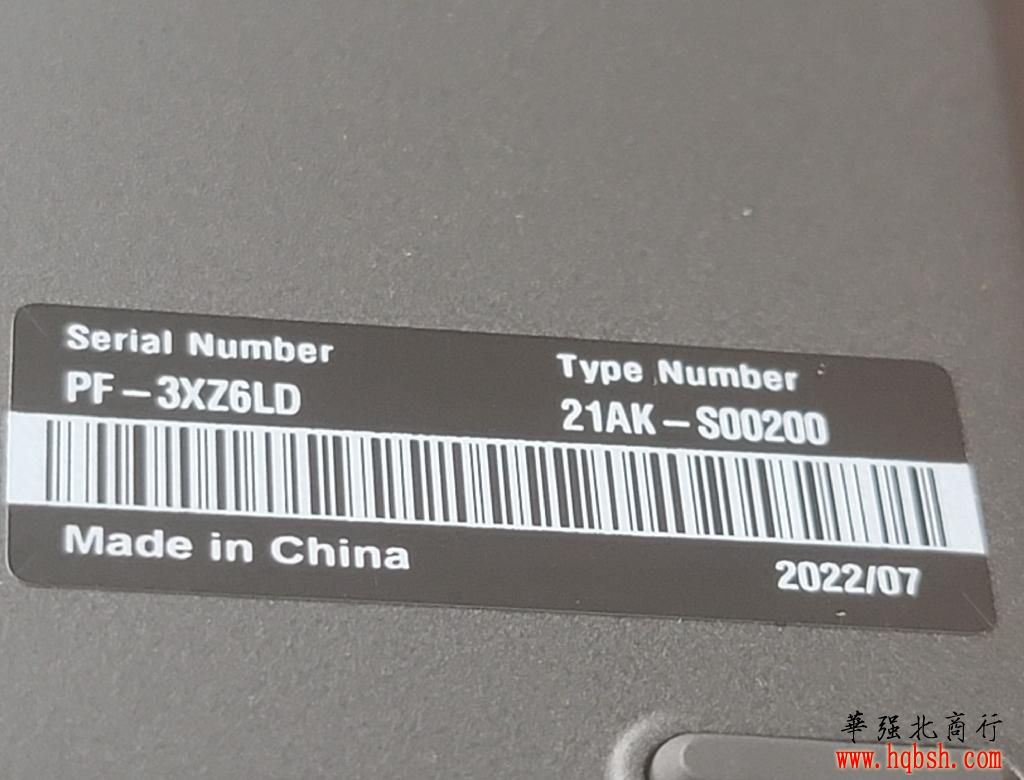 Serial Number
PF-3XZ6LD
Type Number
21AK-S00200
Made in China
2022/07
華强北商行
www.hqbsh.com